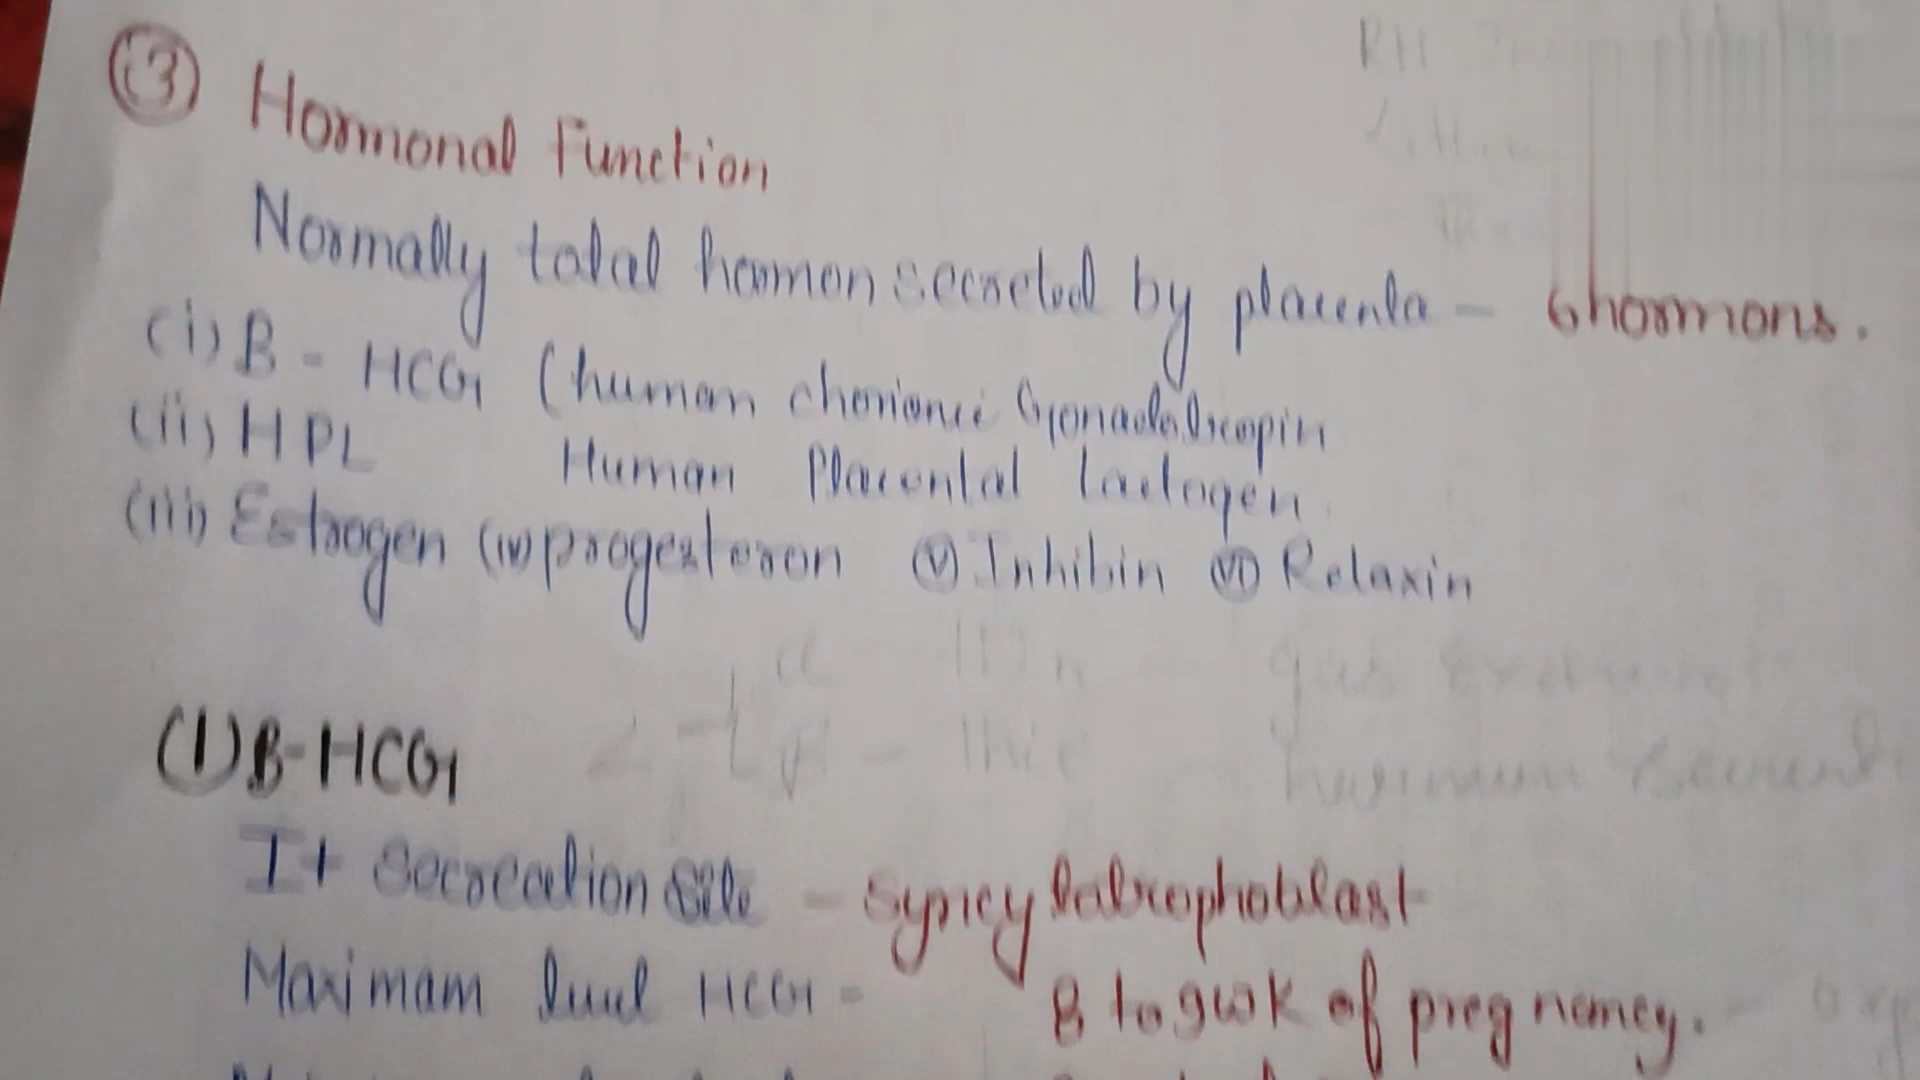 (3) Hormonal Function
Normally total hormon secreted by placenta - 6 hormons.
(i) B - HCG (human chorionic Gonadotropin
(ii) HPL Human Placental lactogen.
(iii) Estrogen (iv) progesteron (V) Inhibin (VI) Relaxin
(1) B-HCG
It secreation site - Syncytatrophoblast
Maximam level HCG - 8 to 9 wk of pregnancy.